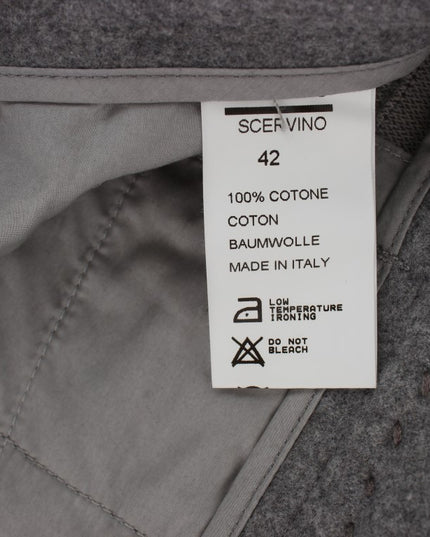 SCERVINO
42
100% COTONE
COTON
BAUMWOLLE
MADE IN ITALY
LOW
TEMPERATURE
IRONING
DO NOT
BLEACH